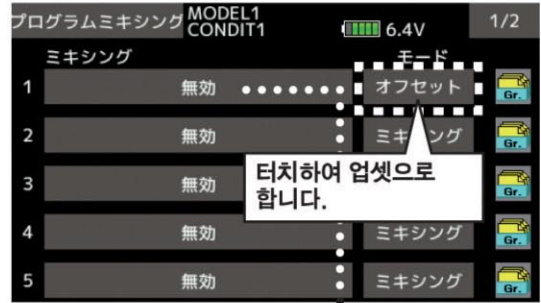 プログラムミキシング MODEL1 6.4V 1/2
CONDIT1
ミキシング モード
1 無効 オフセット Gr.
2 無効 ミキシング Gr.
3 無効 Gr.
터치하여 업셋으로
합니다.
4 無効 ミキシング Gr.
5 無効 ミキシング Gr.